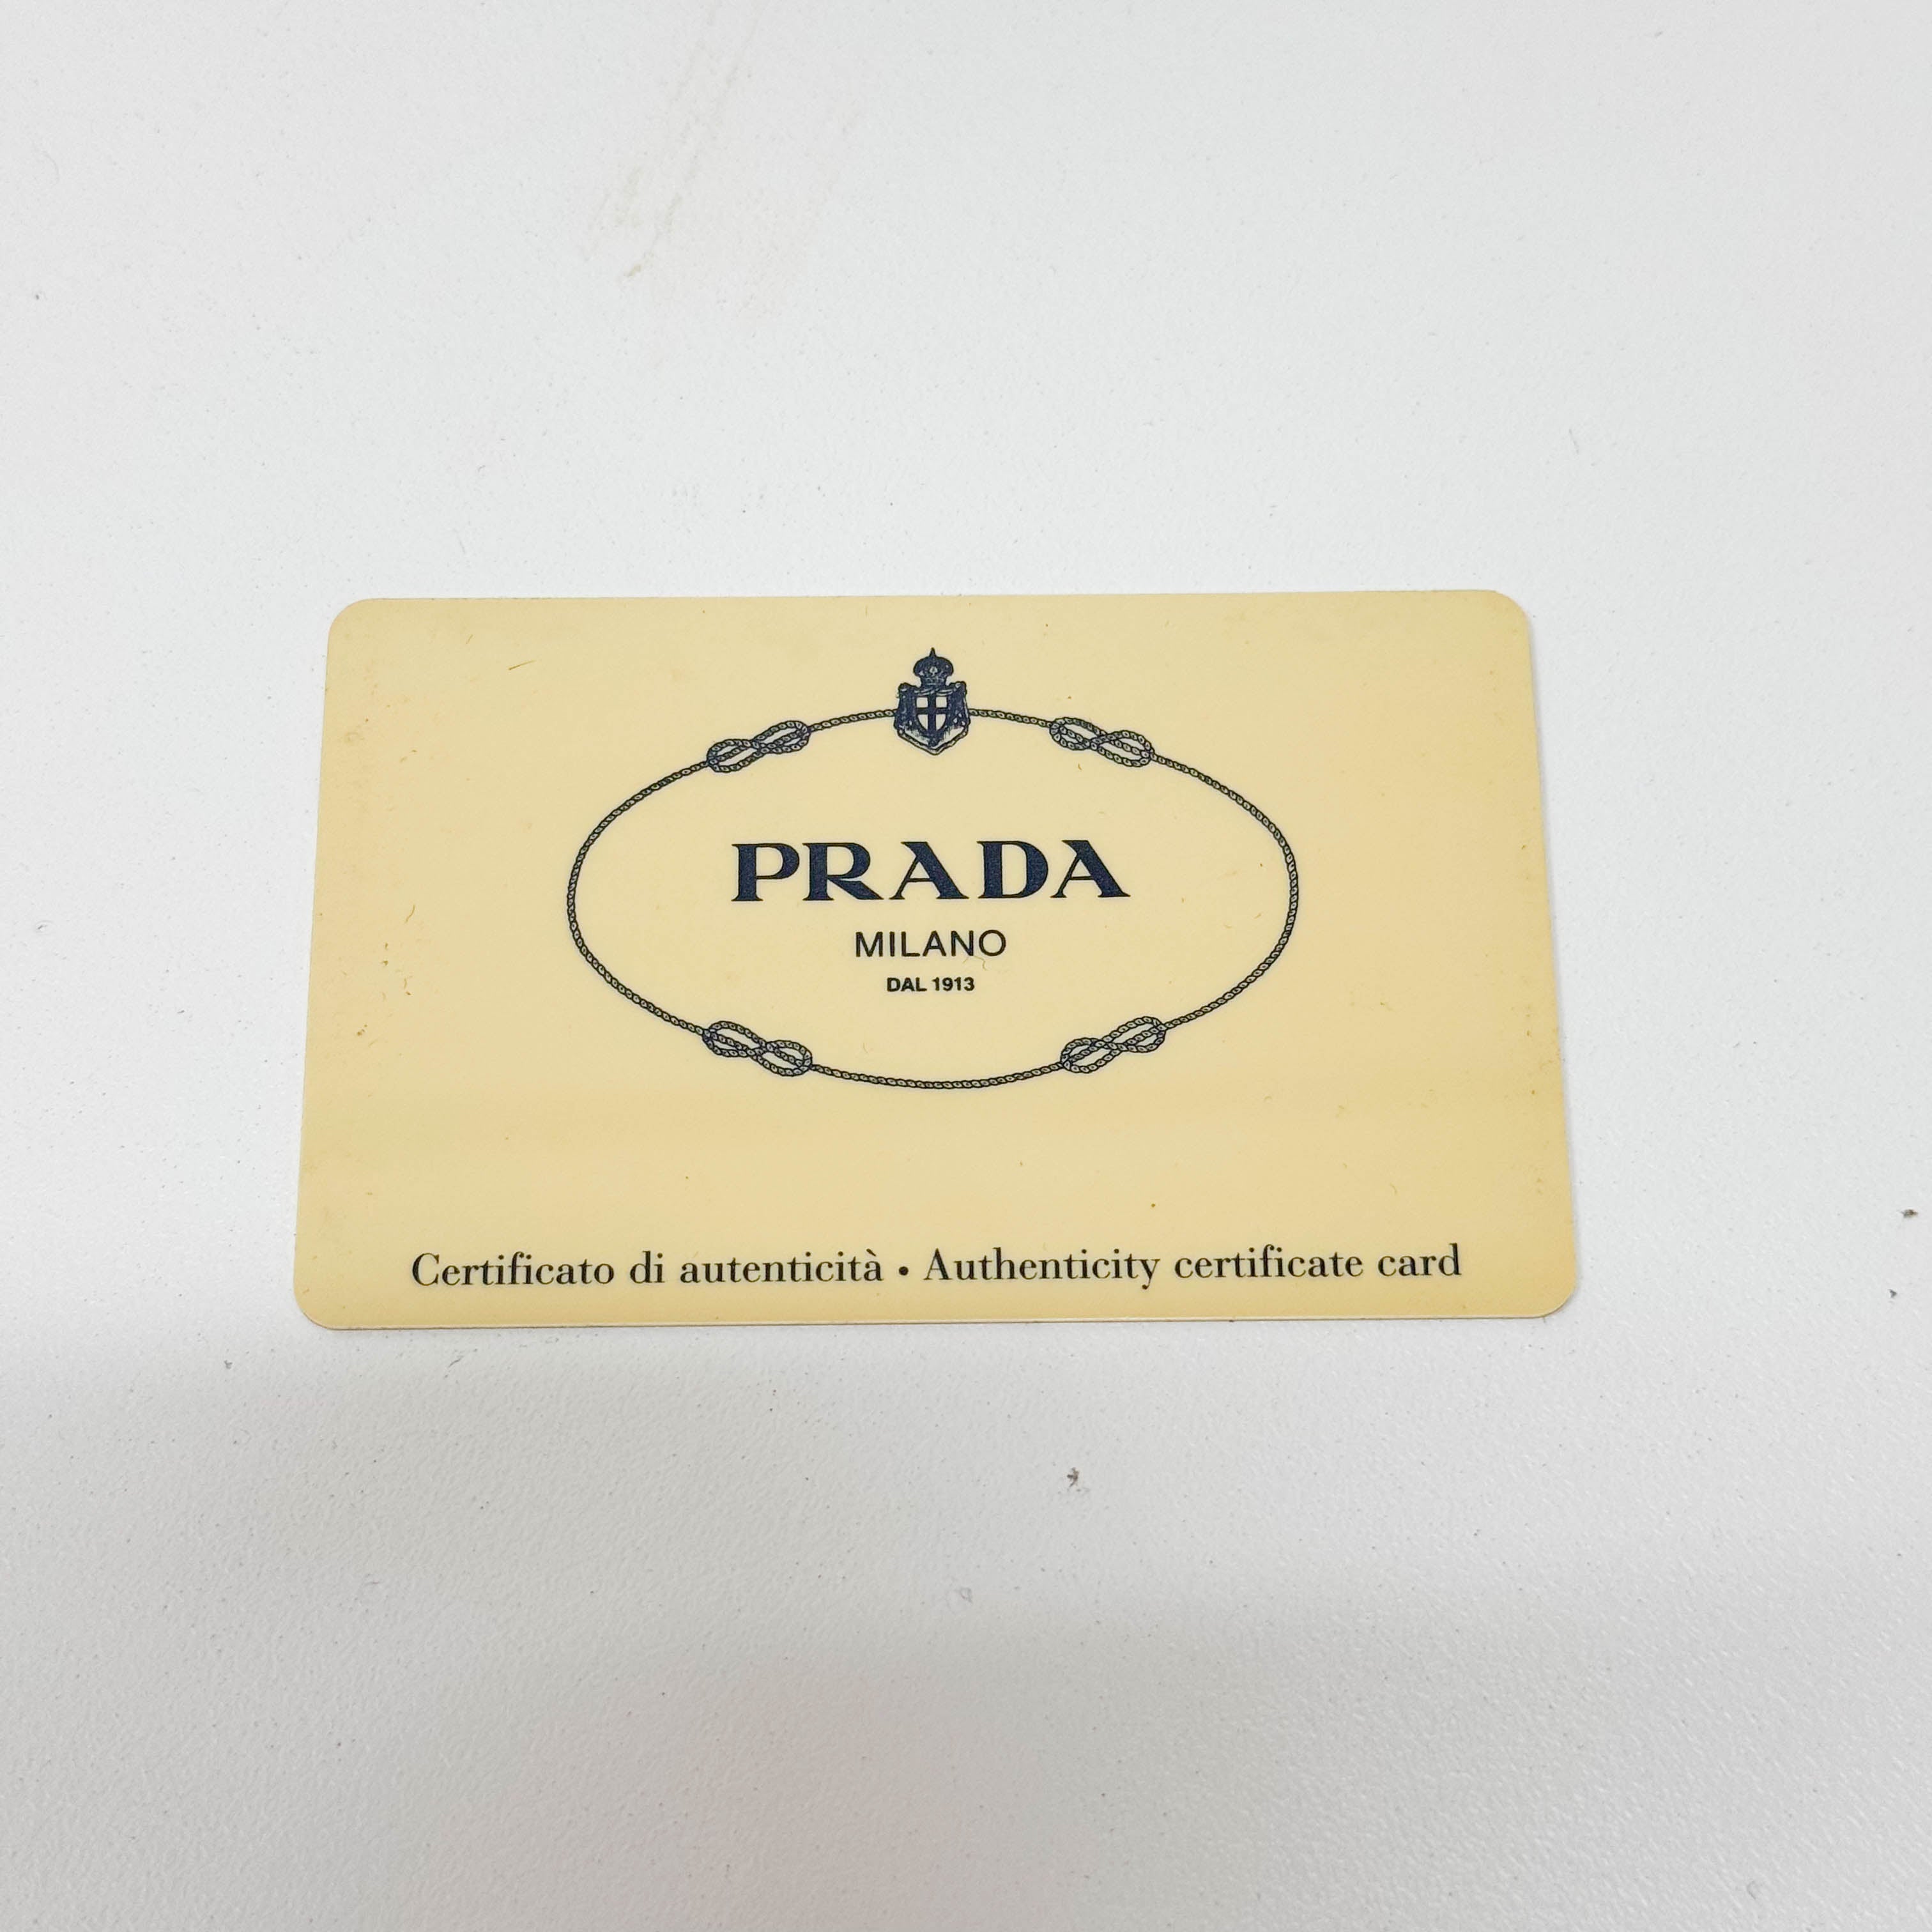 PRADA
MILANO
DAL 1913
Certificato di autenticità • Authenticity certificate card